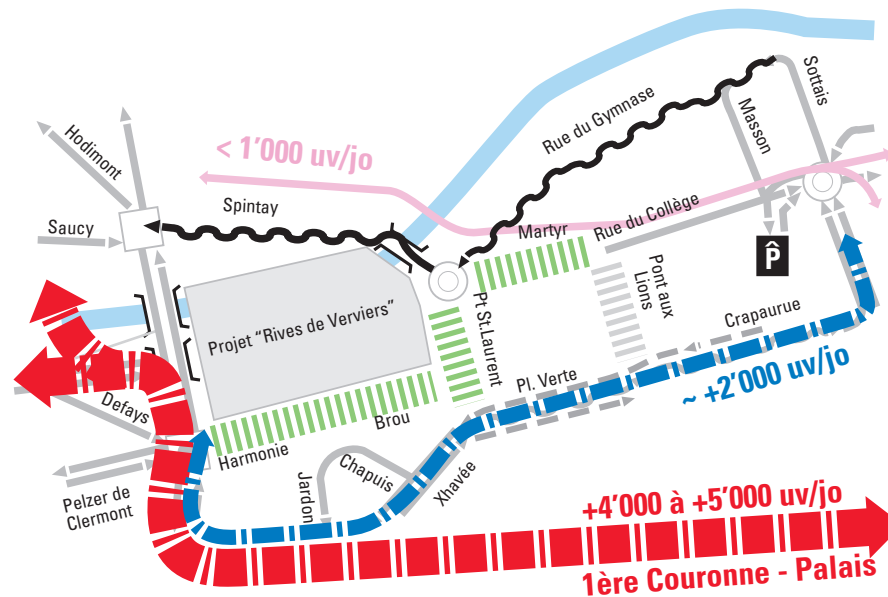 Hodimont
Saucy
< 1’000 uv/jo
Spintay
Rue du Gymnase
Sottais
Masson
Martyr
Rue du Collège
P̂
Pont aux
Lions
Projet “Rives de Verviers”
Pt St.Laurent
Crapaurue
Pl. Verte
~ +2’000 uv/jo
Defays
Brou
Harmonie
Chapuis
Xhavée
Jardon
Pelzer de
Clermont
+4’000 à +5’000 uv/jo
1ère Couronne - Palais